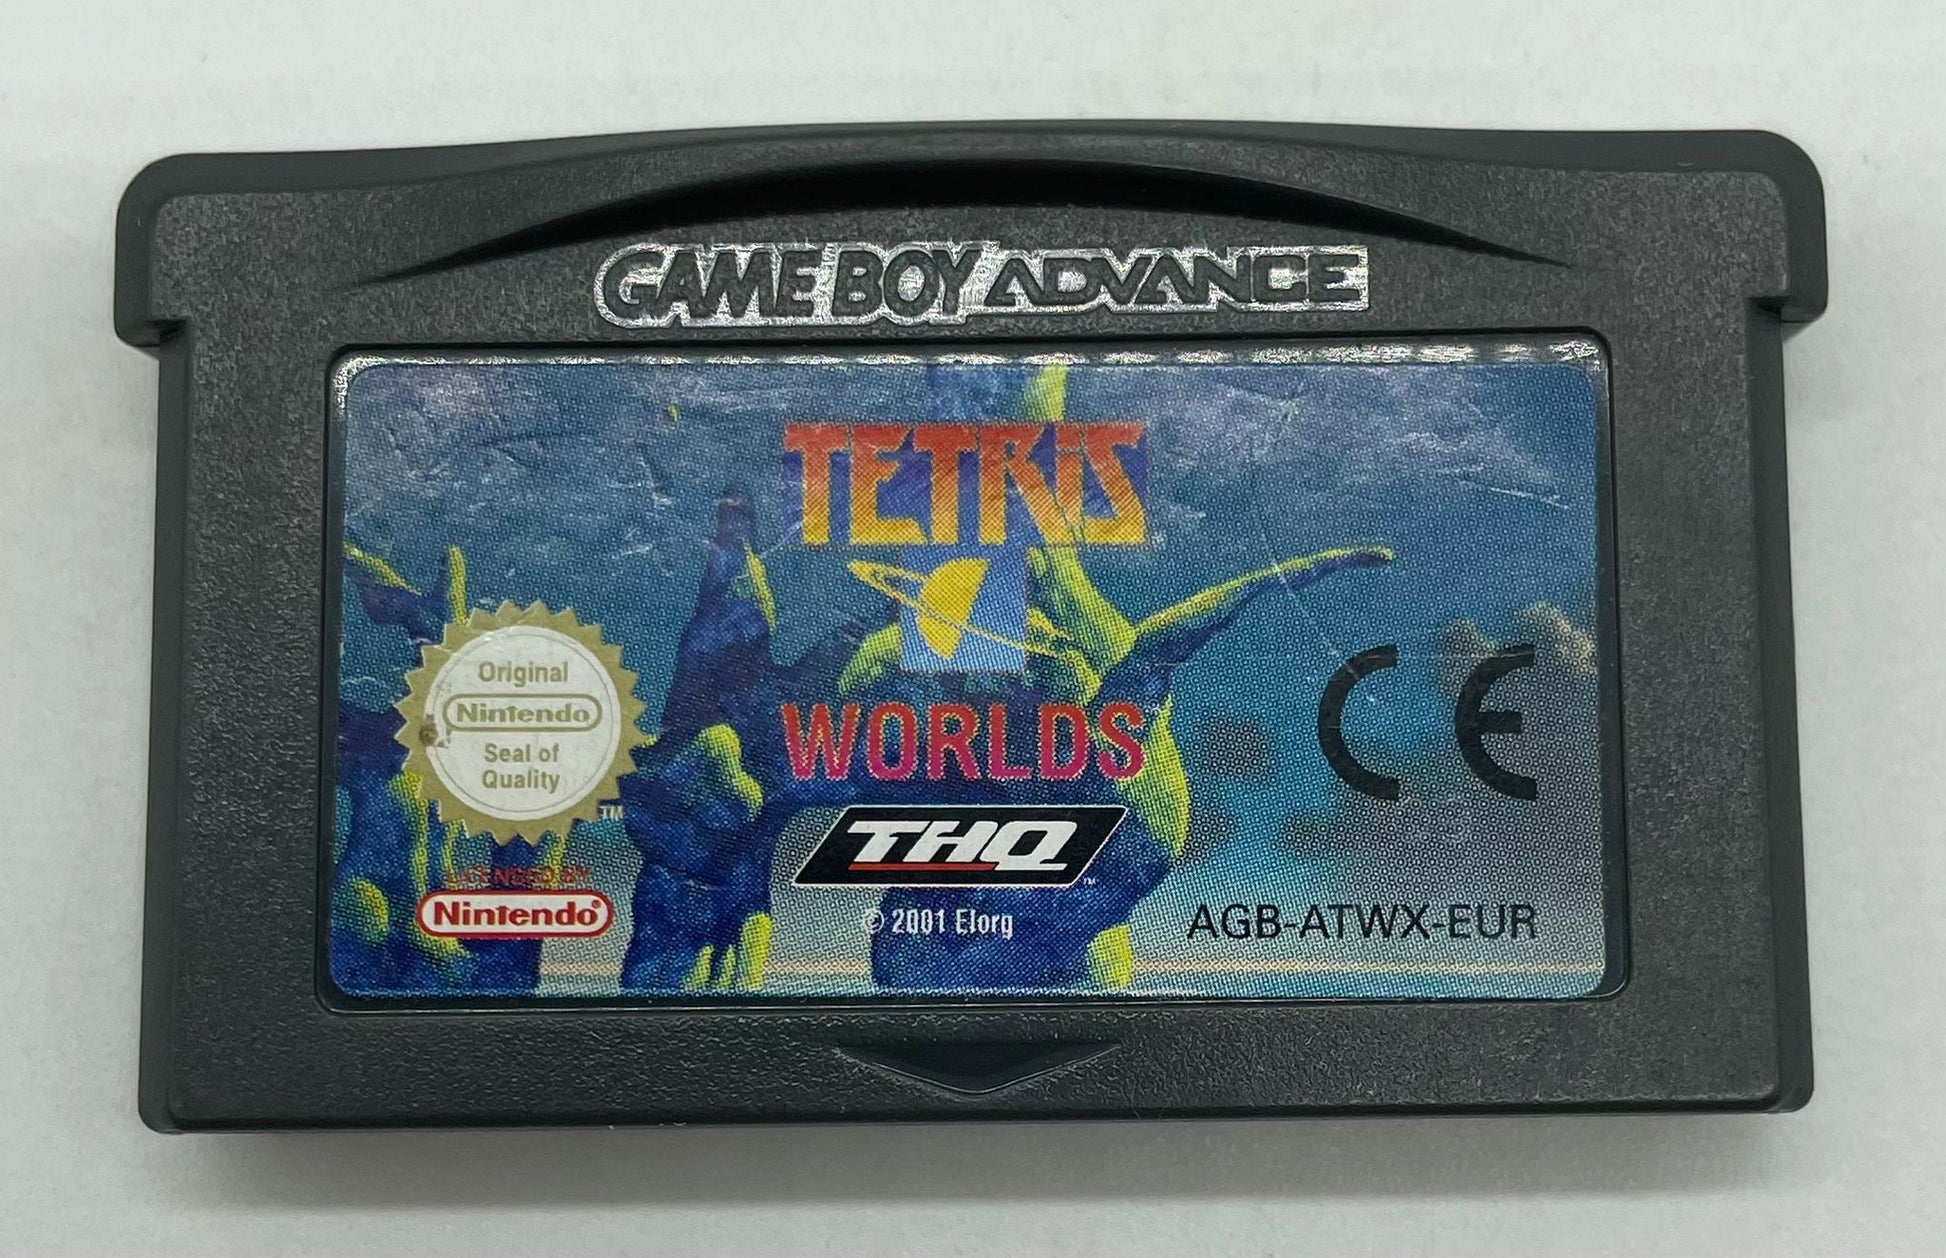 GAME BOY ADVANCE
TETRiS
WORLDS
Original
Nintendo
Seal of
Quality
TM
CE
THQ
TM
LICENSED BY
Nintendo®
© 2001 Elorg
AGB-ATWX-EUR